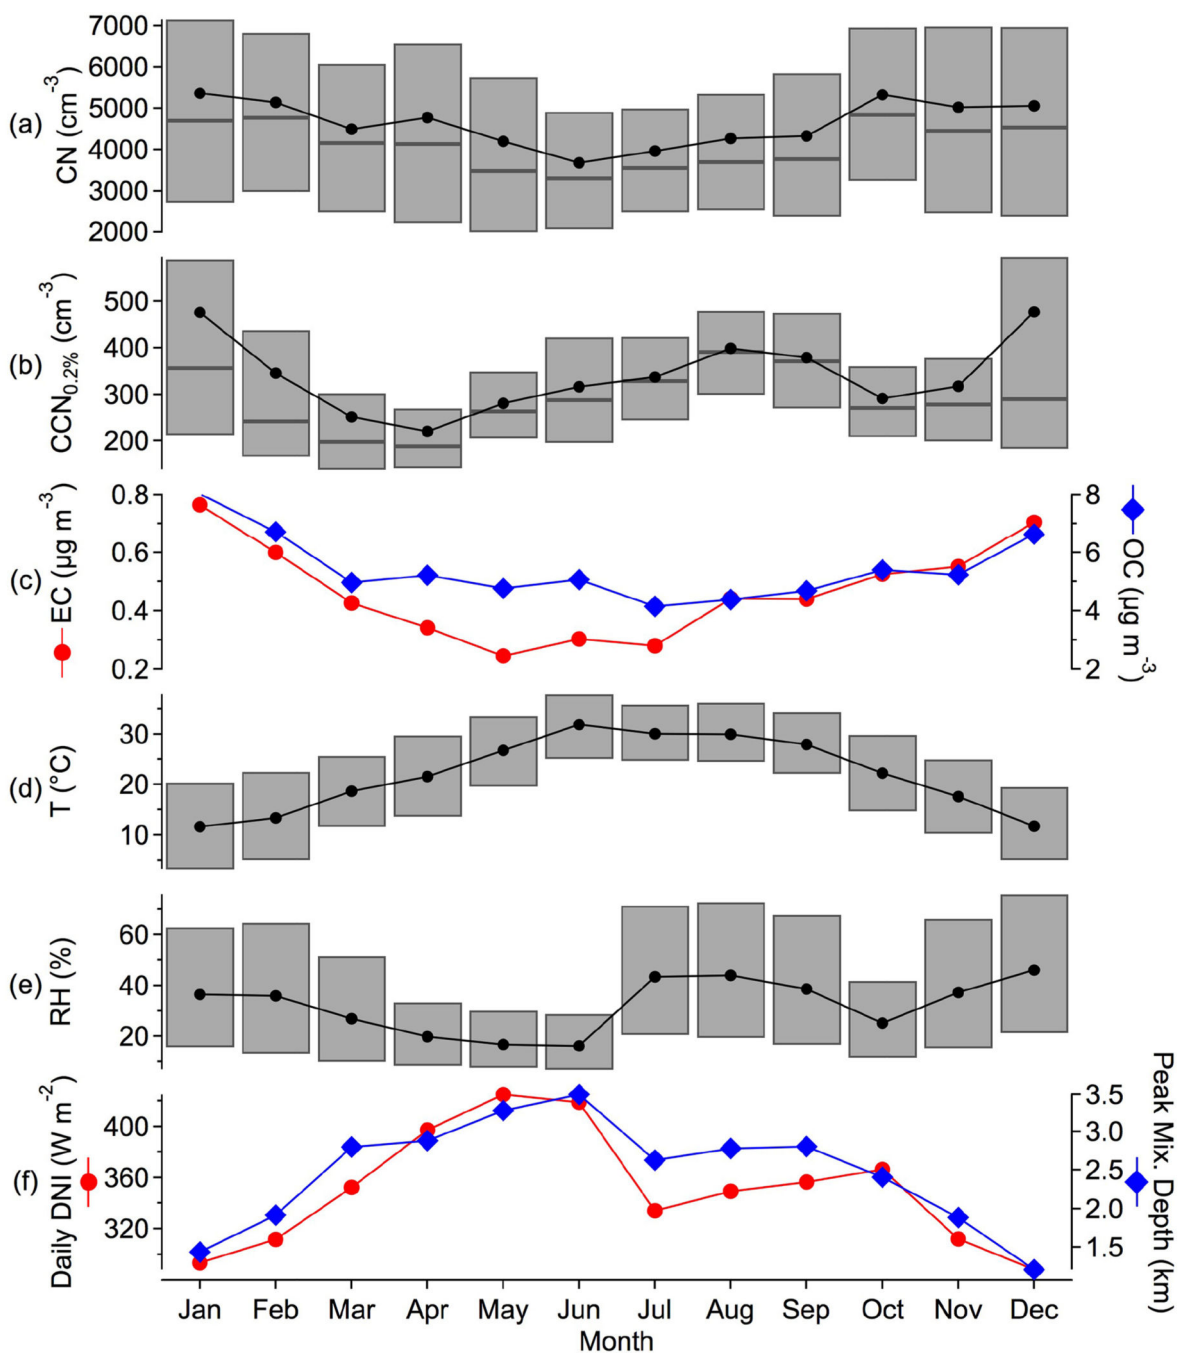 (a)
CN (cm-3)
7000
6000
5000
4000
3000
2000
(b)
CCN0.2% (cm-3)
500
400
300
200
(c)
EC (µg m-3)
0.8
0.6
0.4
0.2
8
6
4
2
OC (µg m-3)
(d)
T (°C)
30
20
10
(e)
RH (%)
60
40
20
(f)
Daily DNI (W m-2)
400
360
320
3.5
3.0
2.5
2.0
1.5
Peak Mix. Depth (km)
Jan Feb Mar Apr May Jun Jul Aug Sep Oct Nov Dec
Month